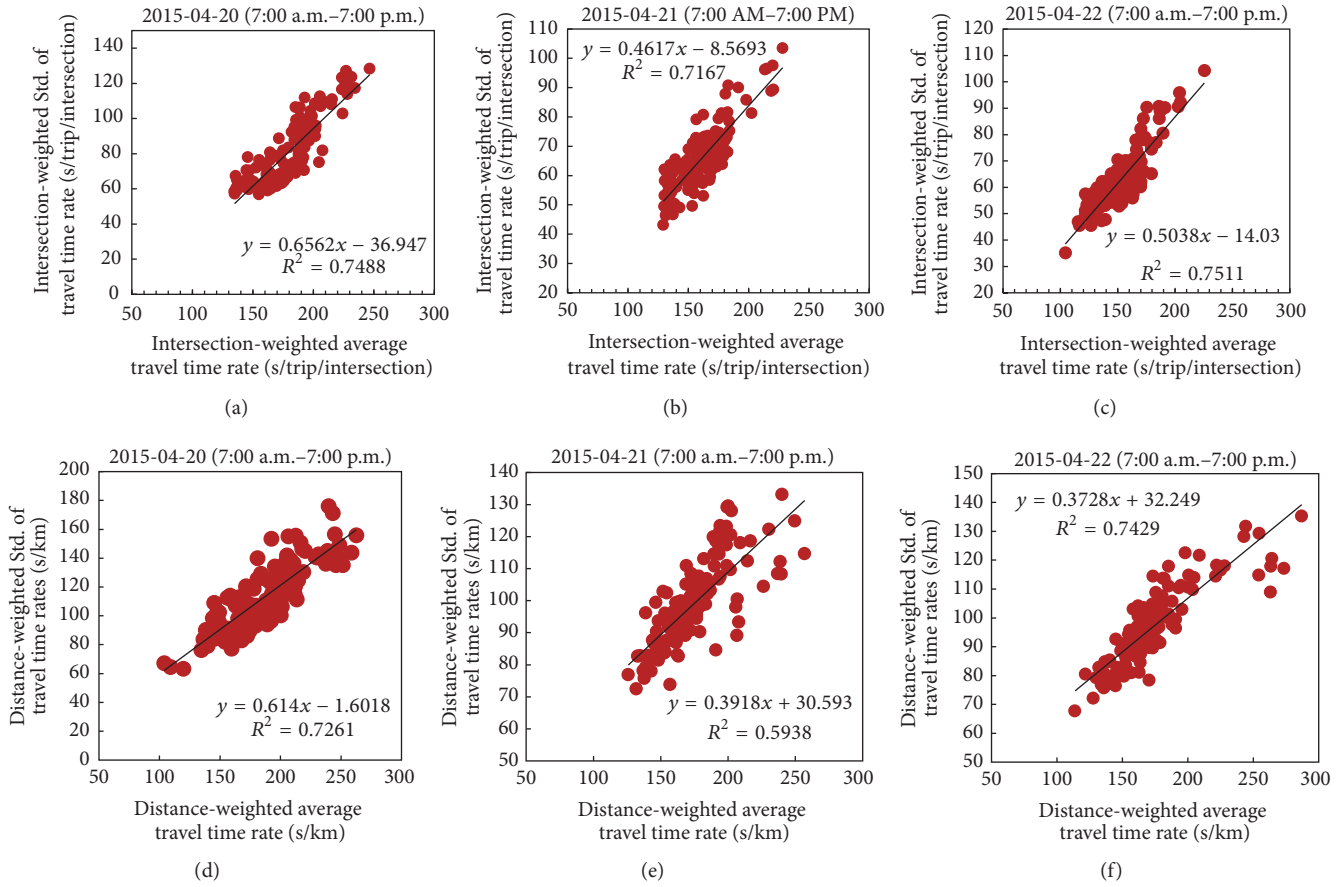 2015-04-20 (7:00 a.m.–7:00 p.m.)
140
120
100
80
60
40
20
0
y = 0.6562x − 36.947
R² = 0.7488
50 100 150 200 250 300
Intersection-weighted Std. of
travel time rate (s/trip/intersection)
Intersection-weighted average
travel time rate (s/trip/intersection)
(a)
2015-04-21 (7:00 AM–7:00 PM)
110
100
90
80
70
60
50
40
30
20
y = 0.4617x − 8.5693
R² = 0.7167
50 100 150 200 250 300
Intersection-weighted Std. of
travel time rate (s/trip/intersection)
Intersection-weighted average
travel time rate (s/trip/intersection)
(b)
2015-04-22 (7:00 a.m.–7:00 p.m.)
120
110
100
90
80
70
60
50
40
30
20
y = 0.5038x − 14.03
R² = 0.7511
50 100 150 200 250 300
Intersection-weighted Std. of
travel time rate (s/trip/intersection)
Intersection-weighted average
travel time rate (s/trip/intersection)
(c)
2015-04-20 (7:00 a.m.–7:00 p.m.)
200
180
160
140
120
100
80
60
40
20
0
y = 0.614x − 1.6018
R² = 0.7261
50 100 150 200 250 300
Distance-weighted Std. of
travel time rates (s/km)
Distance-weighted average
travel time rate (s/km)
(d)
2015-04-21 (7:00 a.m.–7:00 p.m.)
140
130
120
110
100
90
80
70
60
50
y = 0.3918x + 30.593
R² = 0.5938
50 100 150 200 250 300
Distance-weighted Std. of
travel time rates (s/km)
Distance-weighted average
travel time rate (s/km)
(e)
2015-04-22 (7:00 a.m.–7:00 p.m.)
150
140
130
120
110
100
90
80
70
60
50
y = 0.3728x + 32.249
R² = 0.7429
50 100 150 200 250 300
Distance-weighted Std. of
travel time rates (s/km)
Distance-weighted average
travel time rate (s/km)
(f)